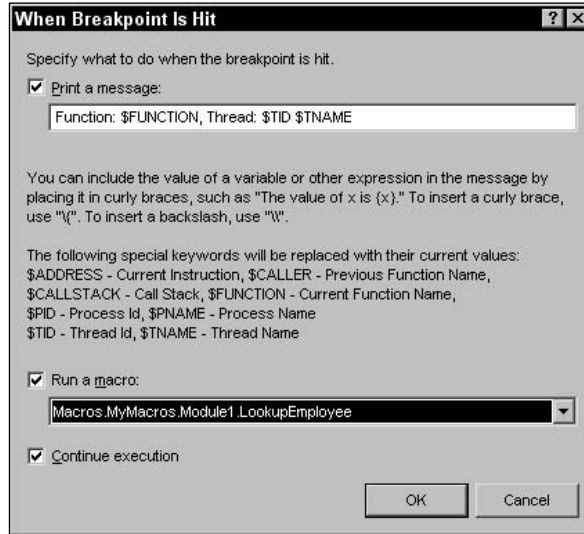 When Breakpoint Is Hit
Specify what to do when the breakpoint is hit.
Print a message:
Function: $FUNCTION, Thread: $TID $TNAME
You can include the value of a variable or other expression in the message by
placing it in curly braces, such as "The value of x is {x}." To insert a curly brace,
use "\{". To insert a backslash, use "\\".
The following special keywords will be replaced with their current values:
$ADDRESS - Current Instruction, $CALLER - Previous Function Name,
$CALLSTACK - Call Stack, $FUNCTION - Current Function Name,
$PID - Process Id, $PNAME - Process Name
$TID - Thread Id, $TNAME - Thread Name
Run a macro:
Macros.MyMacros.Module1.LookupEmployee
Continue execution
OK Cancel